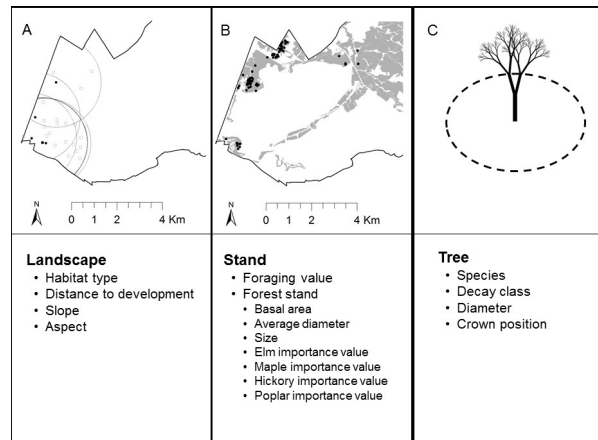 A
B
C
N
0 1 2 4 Km
N
0 1 2 4 Km
Landscape
• Habitat type
• Distance to development
• Slope
• Aspect
Stand
• Foraging value
• Forest stand
• Basal area
• Average diameter
• Size
• Elm importance value
• Maple importance value
• Hickory importance value
• Poplar importance value
Tree
• Species
• Decay class
• Diameter
• Crown position